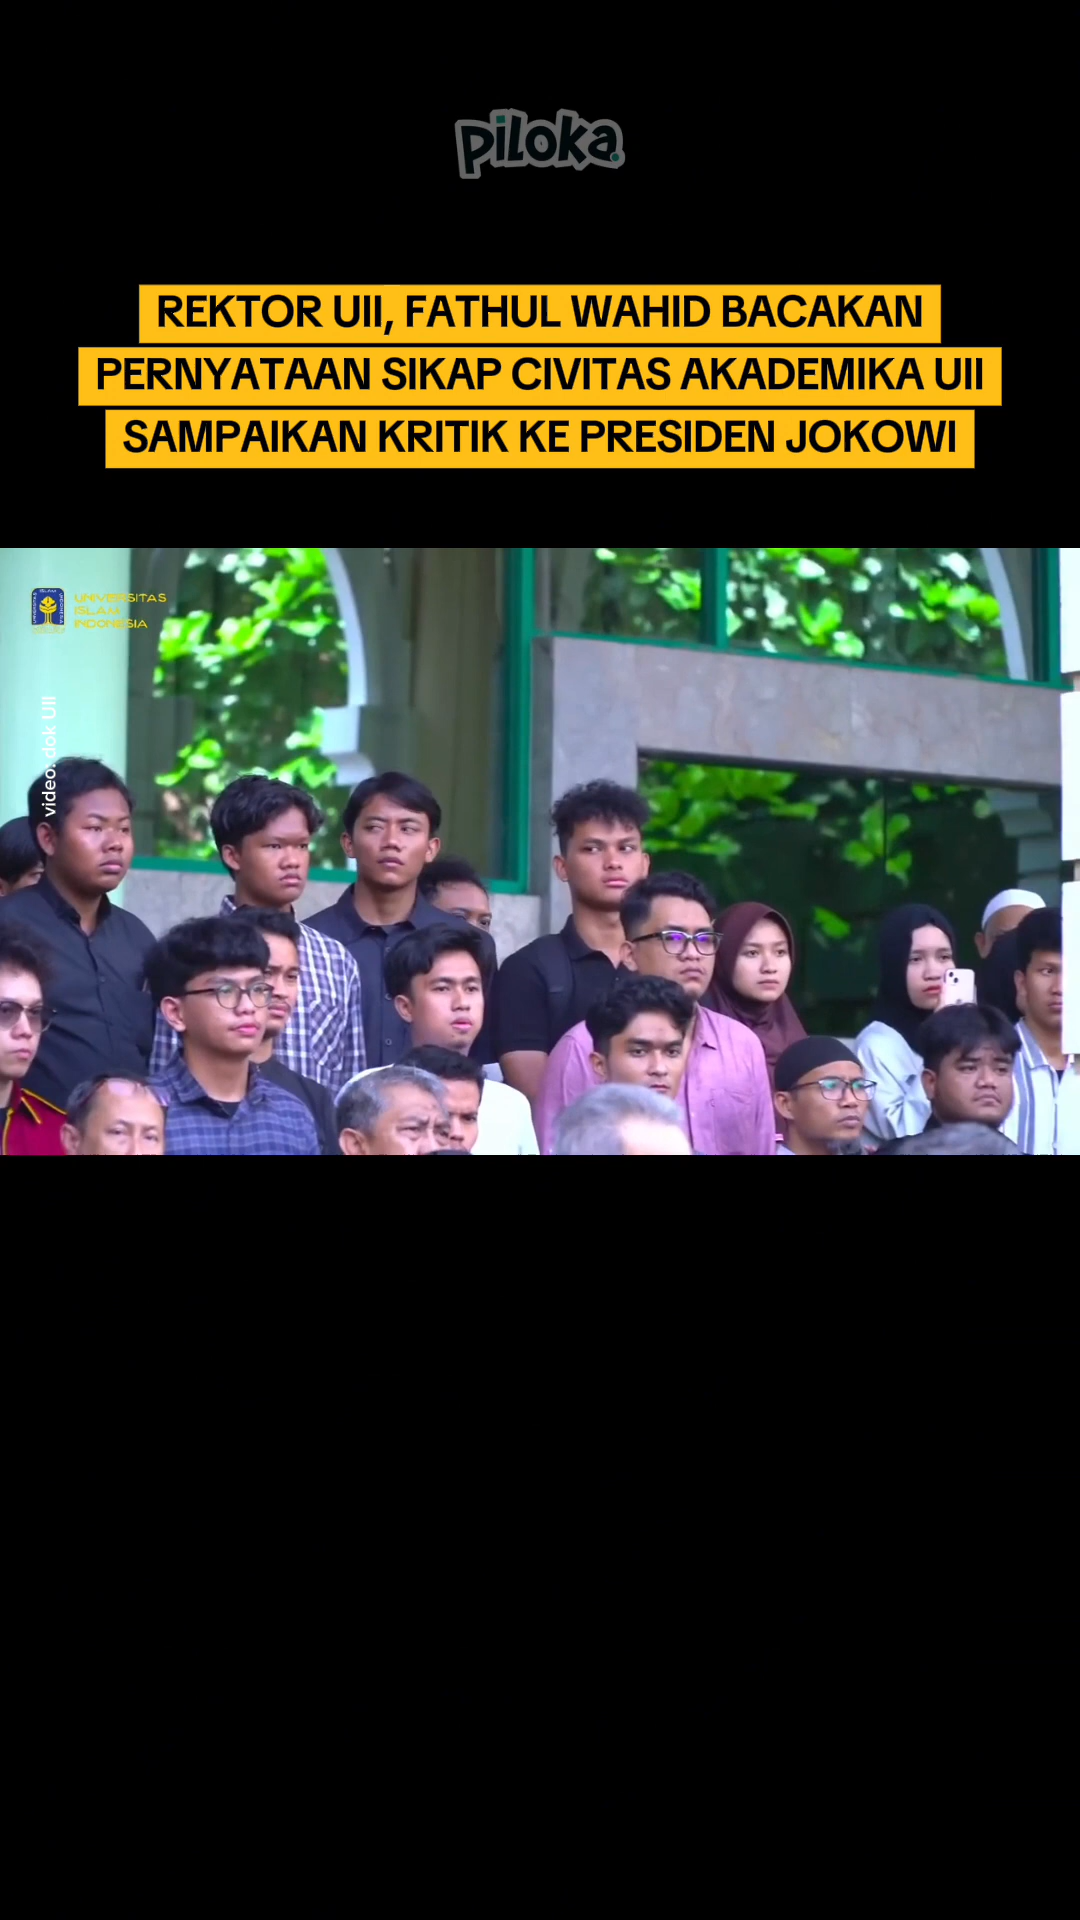 piloka.
REKTOR UII, FATHUL WAHID BACAKAN
PERNYATAAN SIKAP CIVITAS AKADEMIKA UII
SAMPAIKAN KRITIK KE PRESIDEN JOKOWI
UNIVERSITAS
ISLAM
INDONESIA
video: dok UII